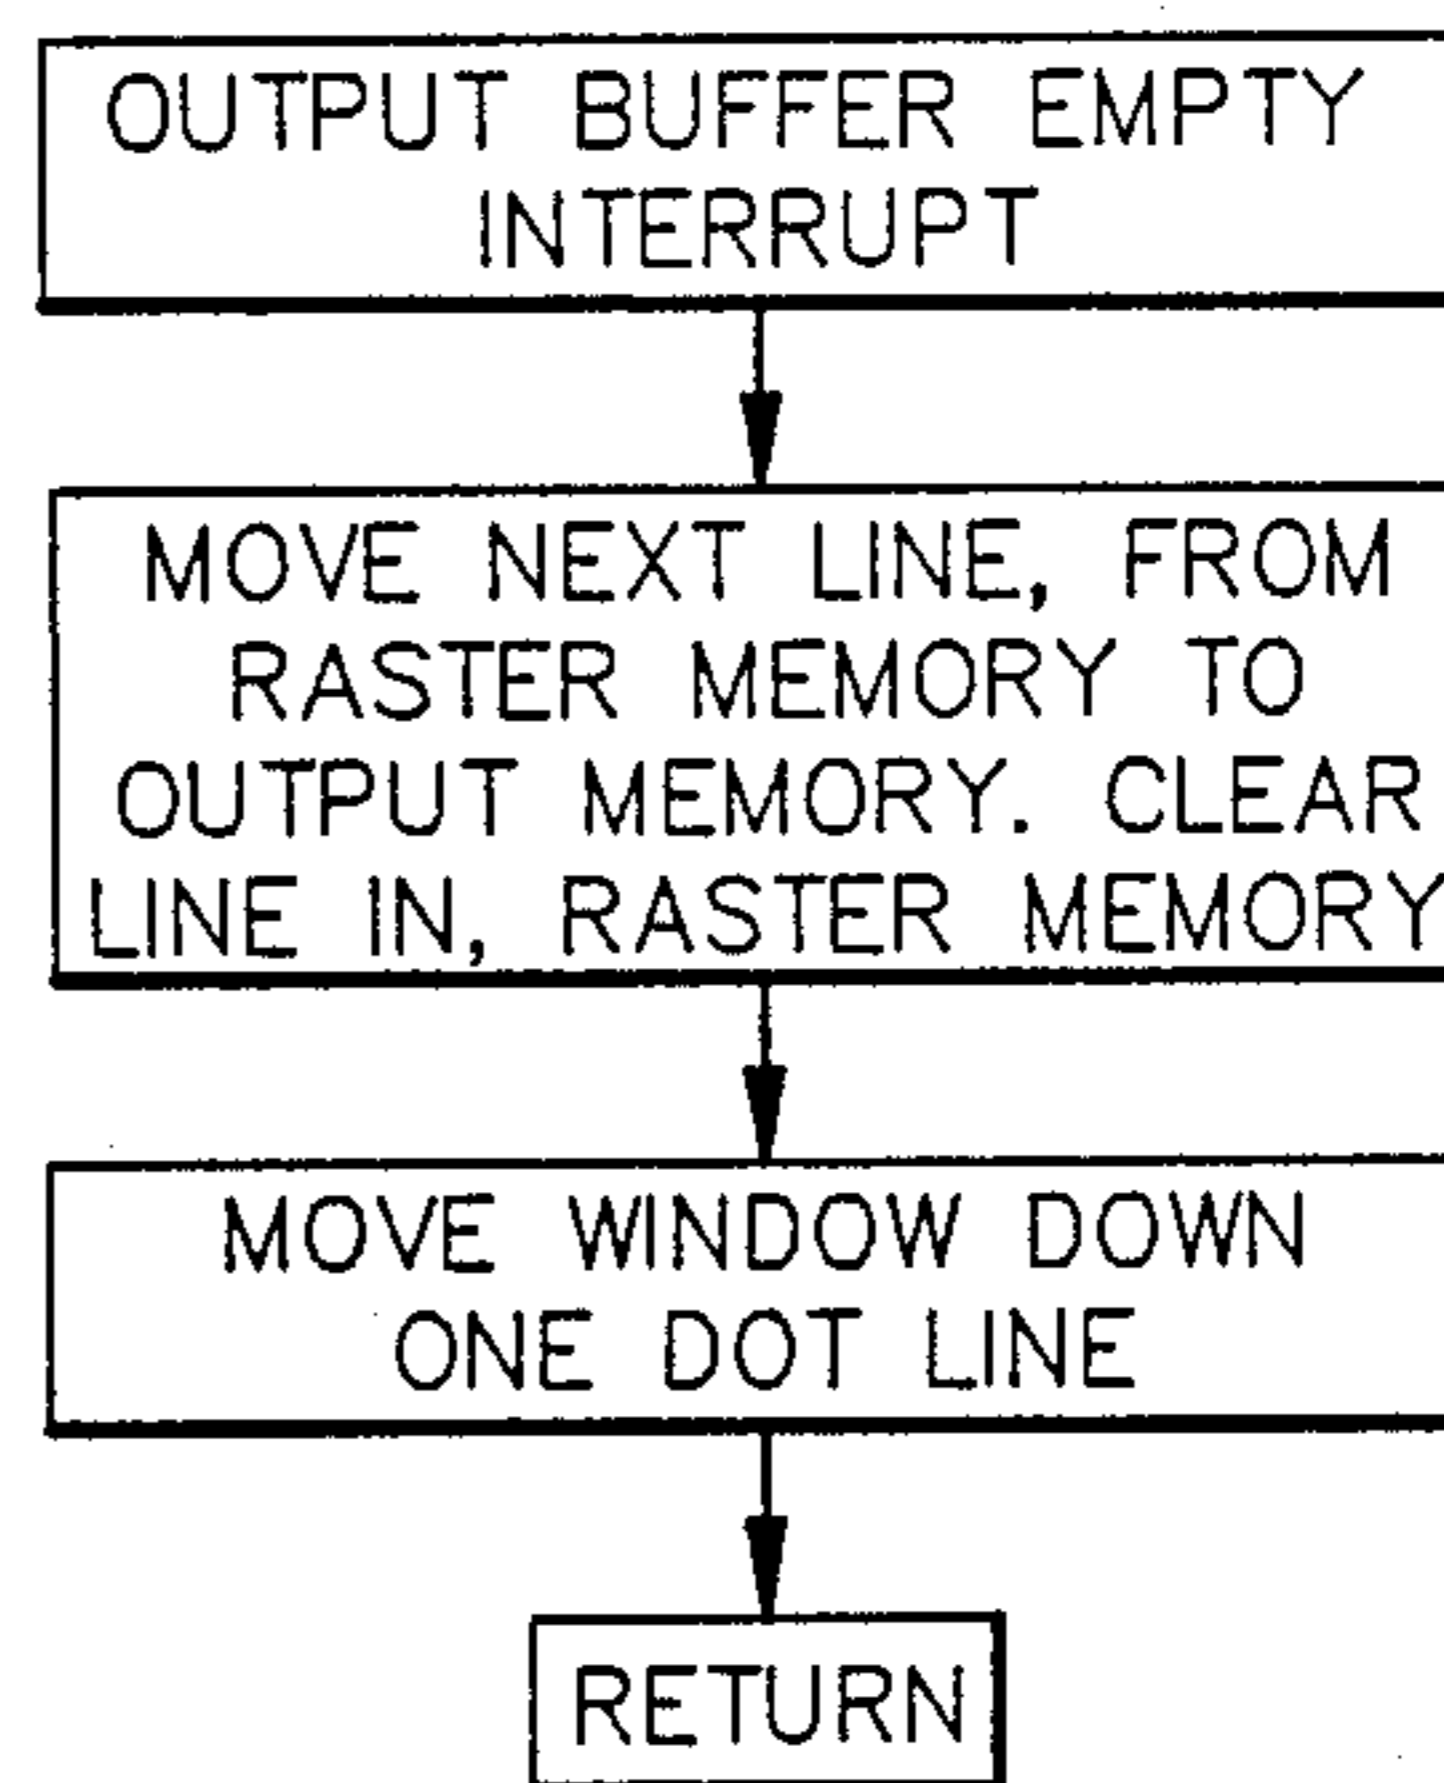 OUTPUT BUFFER EMPTY
INTERRUPT
MOVE NEXT LINE, FROM
RASTER MEMORY TO
OUTPUT MEMORY. CLEAR
LINE IN, RASTER MEMORY
MOVE WINDOW DOWN
ONE DOT LINE
RETURN